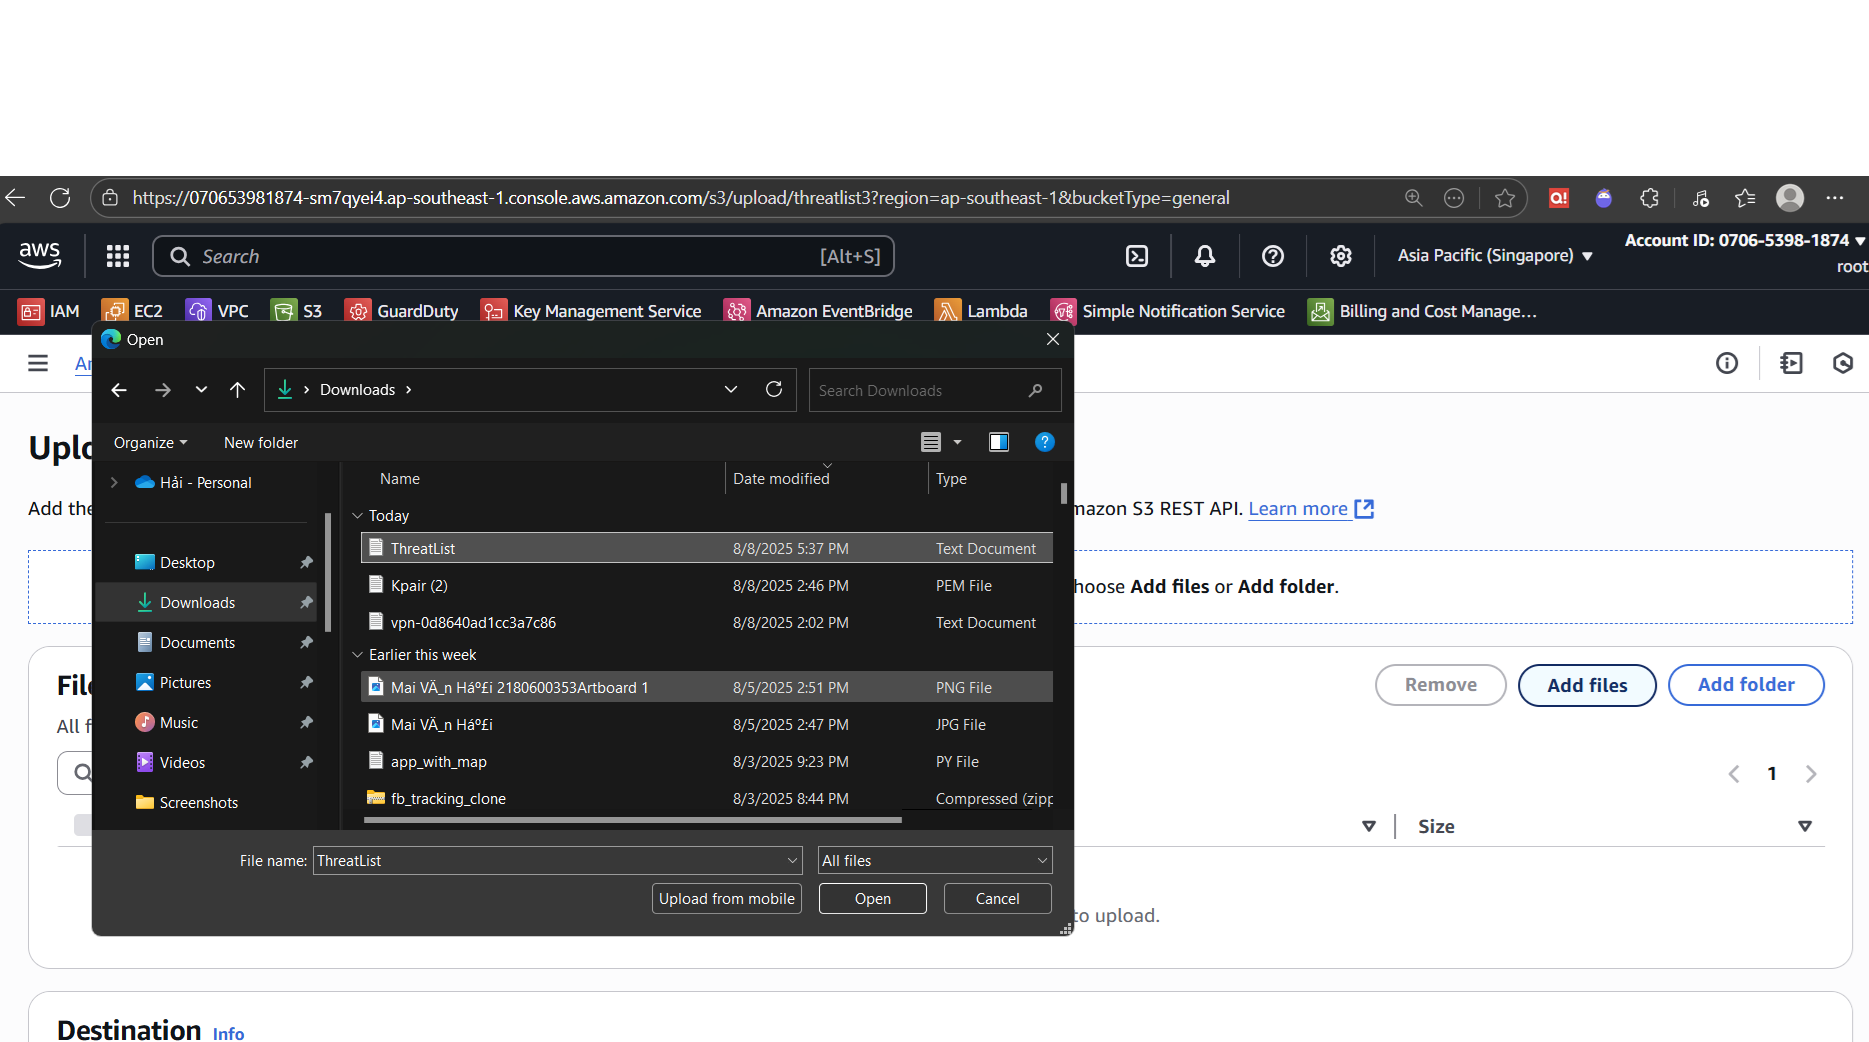 https://070653981874-sm7qyei4.ap-southeast-1.console.aws.amazon.com/s3/upload/threatlist3?region=ap-southeast-1&bucketType=general
aws
Search
[Alt+S]
Asia Pacific (Singapore)
Account ID: 0706-5398-1874
root
IAM EC2 VPC S3 GuardDuty Key Management Service Amazon EventBridge Lambda Simple Notification Service Billing and Cost Manage...
Open
Downloads
Search Downloads
Organize New folder
Name Date modified Type
Hải - Personal
Desktop
Downloads
Documents
Pictures
Music
Videos
Screenshots
Today
ThreatList 8/8/2025 5:37 PM Text Document
Kpair (2) 8/8/2025 2:46 PM PEM File
vpn-0d8640ad1cc3a7c86 8/8/2025 2:02 PM Text Document
Earlier this week
Mai VÄ_n Háº£i 2180600353Artboard 1 8/5/2025 2:51 PM PNG File
Mai VÄ_n Háº£i 8/5/2025 2:47 PM JPG File
app_with_map 8/3/2025 9:23 PM PY File
fb_tracking_clone 8/3/2025 8:44 PM Compressed (zipp
File name: ThreatList All files
Upload from mobile Open Cancel
Add the
mazon S3 REST API. Learn more
hoose Add files or Add folder.
All f
Remove Add files Add folder
1
Size
to upload.
Destination Info